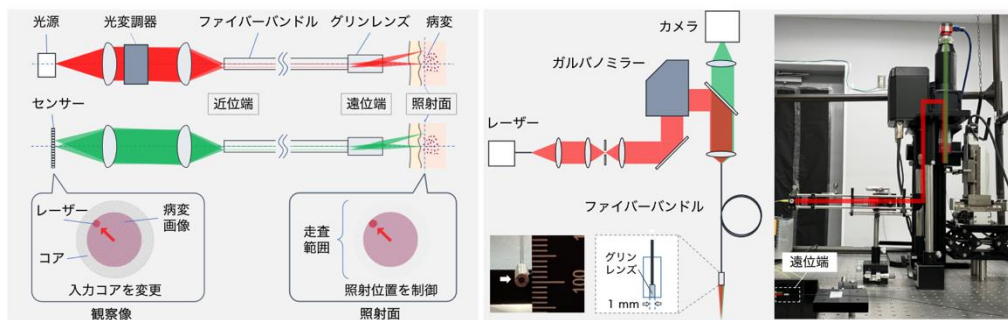 光源
光変調器
ファイバーバンドル
グリンレンズ
病変
センサー
近位端
遠位端
照射面
レーザー
病変
画像
コア
入力コアを変更
観察像
走査
範囲
照射位置を制御
照射面
カメラ
ガルバノミラー
レーザー
ファイバーバンドル
グリン
レンズ
1 mm
100
遠位端